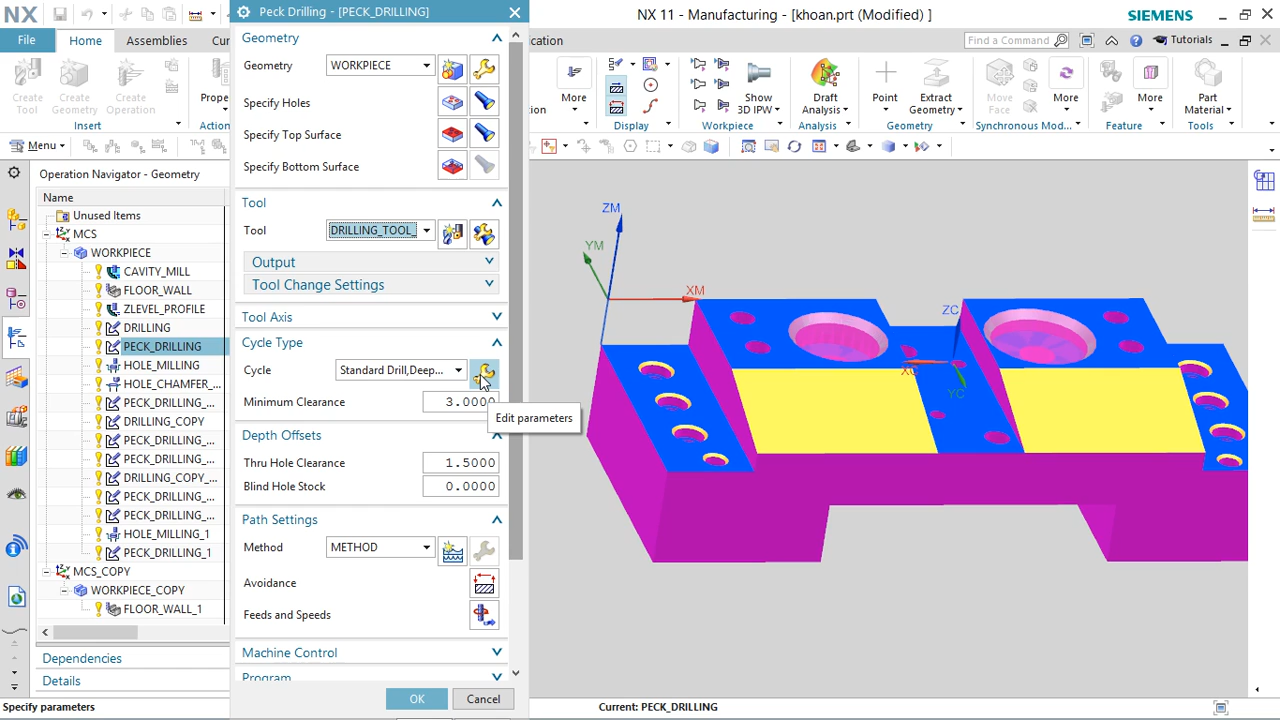 NX
Peck Drilling - [PECK_DRILLING]
NX 11 - Manufacturing - [khoan.prt (Modified) ]
SIEMENS
File
Home
Assemblies
Geometry
Find a Command
Tutorials
Create Tool
Create Geometry
Create Operation
Insert
Geometry
WORKPIECE
Specify Holes
Specify Top Surface
Specify Bottom Surface
More
Display
Show 3D IPW
Workpiece
Draft Analysis
Analysis
Point
Extract Geometry
Geometry
Move Face
More
Synchronous Mod...
More
Feature
Part Material
Tools
Menu
Operation Navigator - Geometry
Name
Unused Items
MCS
WORKPIECE
CAVITY_MILL
FLOOR_WALL
ZLEVEL_PROFILE
DRILLING
PECK_DRILLING
HOLE_MILLING
HOLE_CHAMFER_...
PECK_DRILLING_...
DRILLING_COPY
PECK_DRILLING_...
PECK_DRILLING_...
DRILLING_COPY_...
PECK_DRILLING_...
PECK_DRILLING_...
HOLE_MILLING_1
PECK_DRILLING_1
MCS_COPY
WORKPIECE_COPY
FLOOR_WALL_1
Dependencies
Details
Tool
Tool
DRILLING_TOOL_
Output
Tool Change Settings
Tool Axis
Cycle Type
Cycle
Standard Drill,Deep...
Minimum Clearance
3.0000
Edit parameters
Depth Offsets
Thru Hole Clearance
1.5000
Blind Hole Stock
0.0000
Path Settings
Method
METHOD
Avoidance
Feeds and Speeds
Machine Control
Program
OK
Cancel
ZM
YM
XM
ZC
XC
YC
Specify parameters
Current: PECK_DRILLING